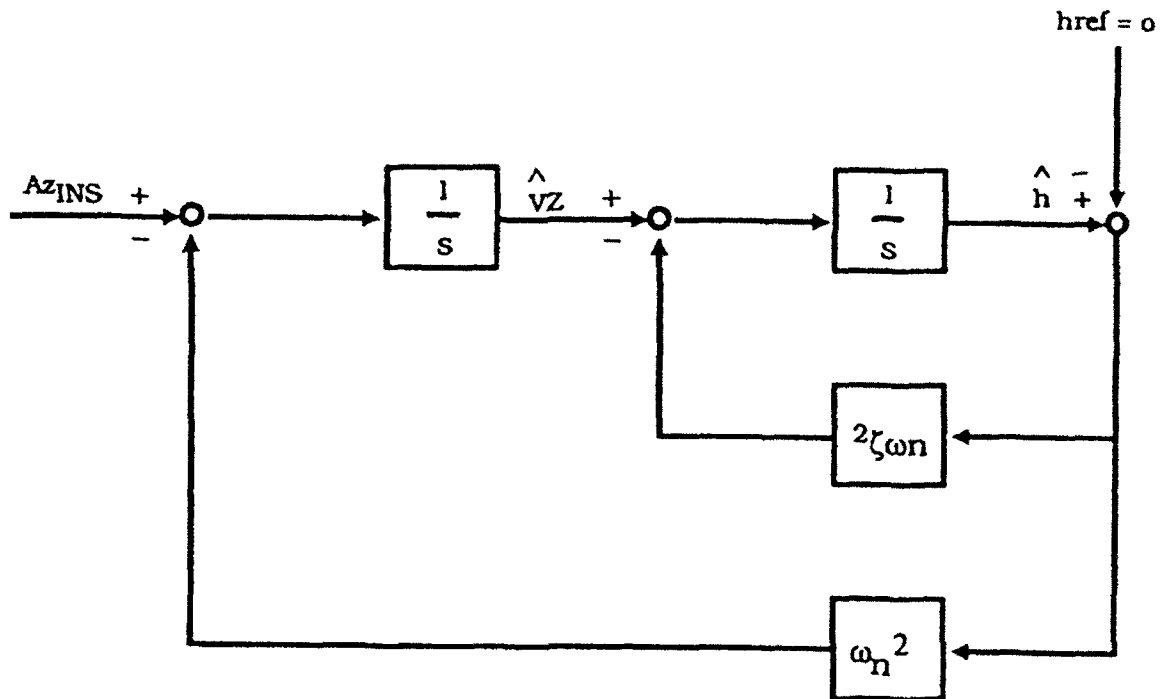 href = o
Az_INS + −
1
s
^
vz + −
1
s
^
h + −
2ζωn
ωn²